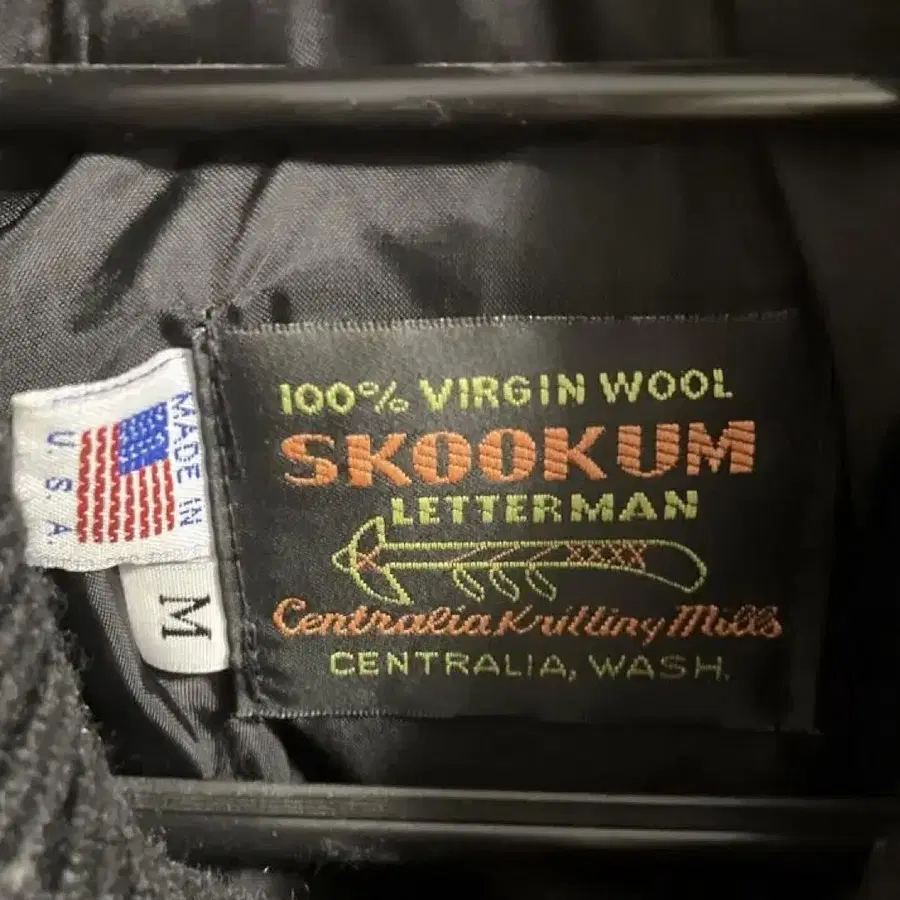 100% VIRGIN WOOL
SKOOKUM
LETTERMAN
Centralia Knitting Mills
CENTRALIA, WASH.
MADE IN
U.S.A.
M